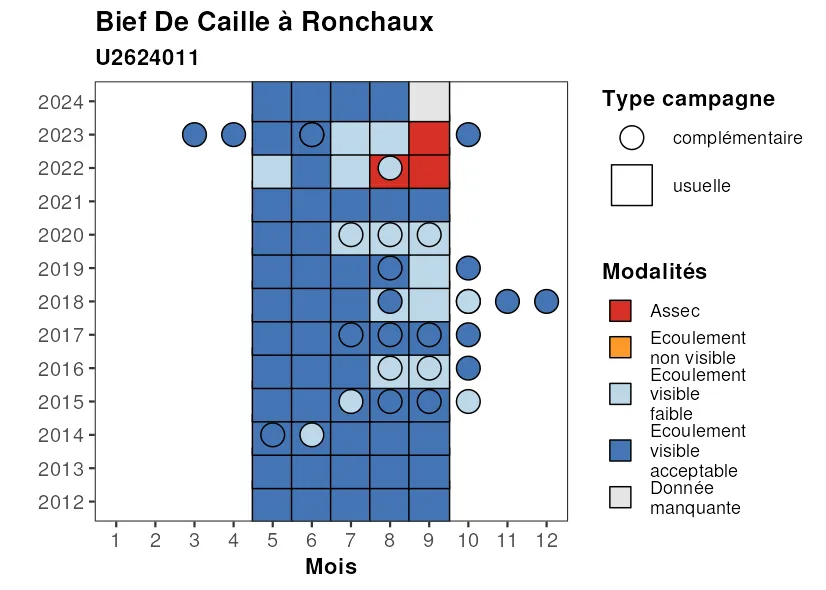 Bief De Caille à Ronchaux
U2624011
2024
2023
2022
2021
2020
2019
2018
2017
2016
2015
2014
2013
2012
1 2 3 4 5 6 7 8 9 10 11 12
Mois
Type campagne
complémentaire
usuelle
Modalités
Assec
Ecoulement
non visible
Ecoulement
visible
faible
Ecoulement
visible
acceptable
Donnée
manquante